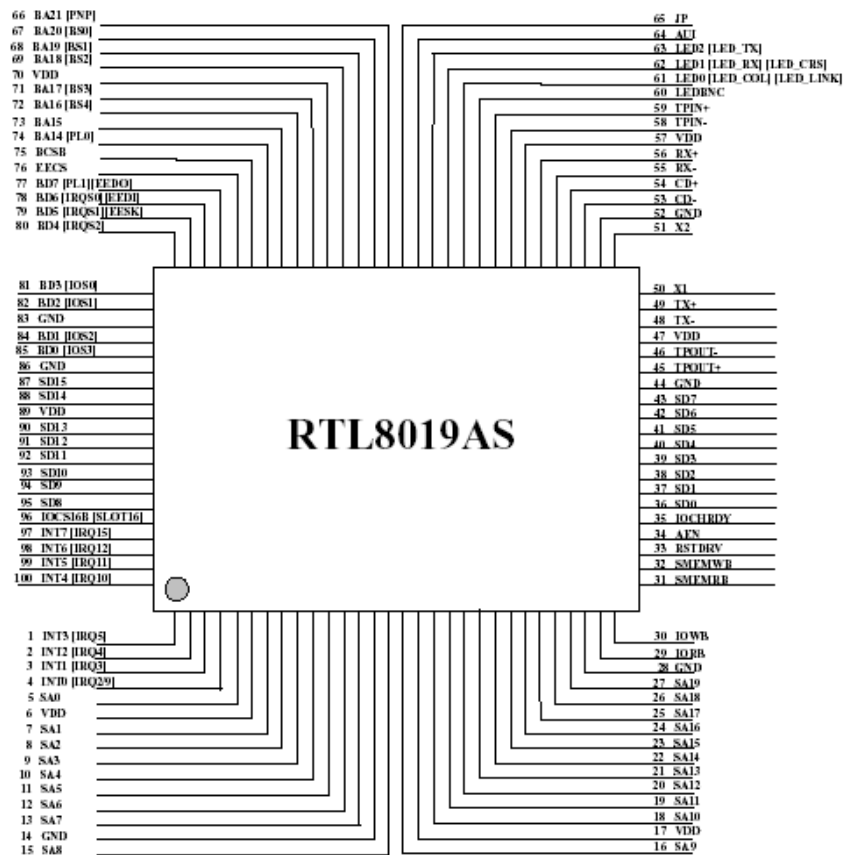 66 BA21 [PNP]
67 BA20 [BS0]
68 BA19 [BS1]
69 BA18 [BS2]
70 VDD
71 BA17 [BS3]
72 BA16 [BS4]
73 BA15
74 BA14 [PL0]
75 BCSB
76 EECS
77 BD7 [PL1][EEDO]
78 BD6 [IRQS0][EEDI]
79 BD5 [IRQS1][EESK]
80 BD4 [IRQS2]
65 JP
64 AUI
63 LED2 [LED_TX]
62 LED1 [LED_RX] [LED_CRS]
61 LED0 [LED_COL] [LED_LINK]
60 LEDBNC
59 TPIN+
58 TPIN-
57 VDD
56 RX+
55 RX-
54 CD+
53 CD-
52 GND
51 X2
81 BD3 [IOS0]
82 BD2 [IOS1]
83 GND
84 BD1 [IOS2]
85 BD0 [IOS3]
86 GND
87 SD15
88 SD14
89 VDD
90 SD13
91 SD12
92 SD11
93 SD10
94 SD9
95 SD8
96 IOCS16B [SLOT16]
97 INT7 [IRQ15]
98 INT6 [IRQ12]
99 INT5 [IRQ11]
100 INT4 [IRQ10]
RTL8019AS
50 X1
49 TX+
48 TX-
47 VDD
46 TPOUT-
45 TPOUT+
44 GND
43 SD7
42 SD6
41 SD5
40 SD4
39 SD3
38 SD2
37 SD1
36 SD0
35 IOCHRDY
34 AEN
33 RSTDRV
32 SMEMWB
31 SMEMRB
1 INT3 [IRQ5]
2 INT2 [IRQ4]
3 INT1 [IRQ3]
4 INT0 [IRQ2/9]
5 SA0
6 VDD
7 SA1
8 SA2
9 SA3
10 SA4
11 SA5
12 SA6
13 SA7
14 GND
15 SA8
30 IOWB
29 IORB
28 GND
27 SA19
26 SA18
25 SA17
24 SA16
23 SA15
22 SA14
21 SA13
20 SA12
19 SA11
18 SA10
17 VDD
16 SA9